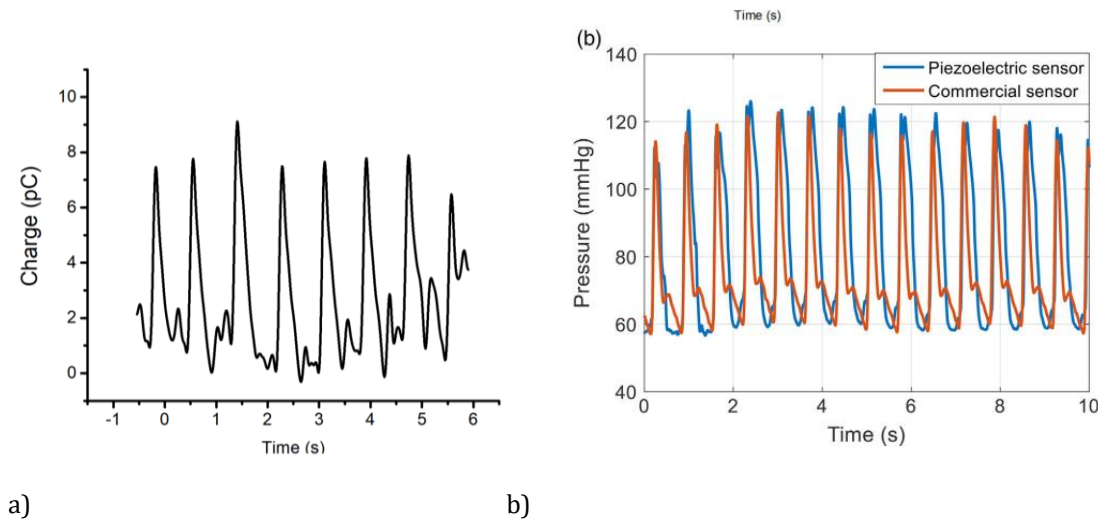 Time (s)
(b)
140
120
100
80
60
40
Pressure (mmHg)
Piezoelectric sensor
Commercial sensor
0 2 4 6 8 10
Time (s)
10
8
6
4
2
0
Charge (pC)
-1 0 1 2 3 4 5 6
Time (s)
a) b)